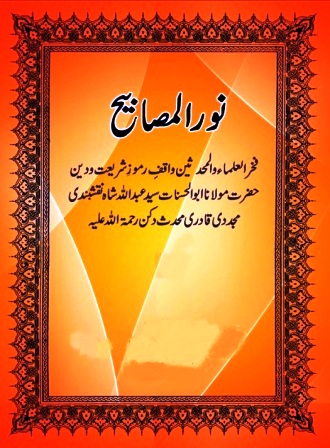 نور المصابیح
فخر العلماء والمحدثین واقف رموز شریعت و دین
حضرت مولانا ابوالحسنات سید عبداللہ شاہ نقشبندی
مجددی قادری محدث دکن رحمۃ اللہ علیہ